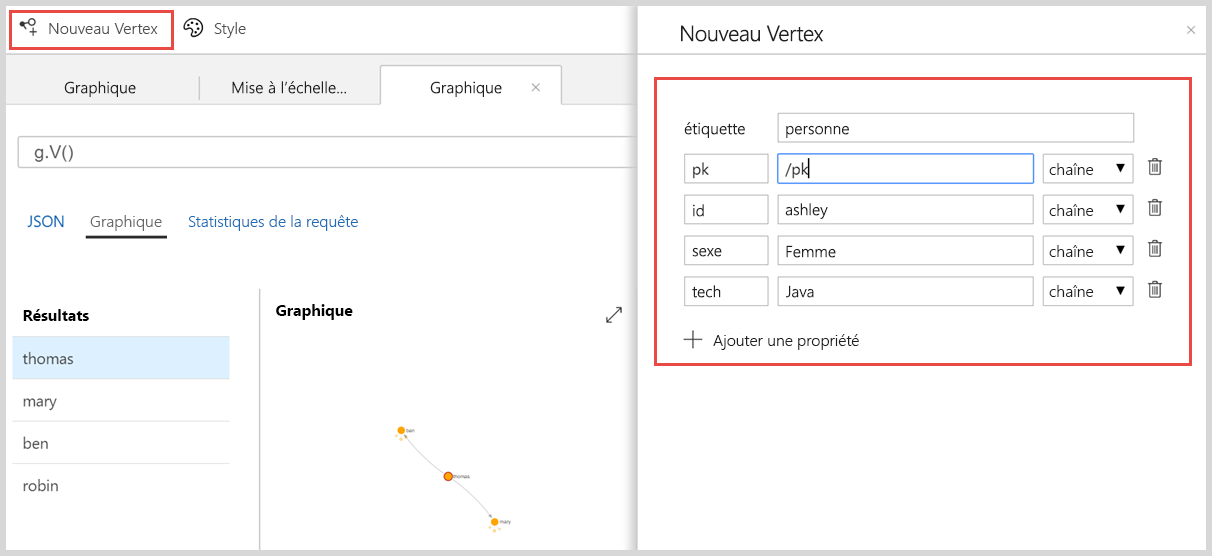 Nouveau Vertex
Style
Graphique
Mise à l'échelle...
Graphique
g.V()
JSON
Graphique
Statistiques de la requête
Résultats
thomas
mary
ben
robin
Graphique
ben
thomas
mary
Nouveau Vertex
étiquette personne
pk /pk chaîne
id ashley chaîne
sexe Femme chaîne
tech Java chaîne
Ajouter une propriété